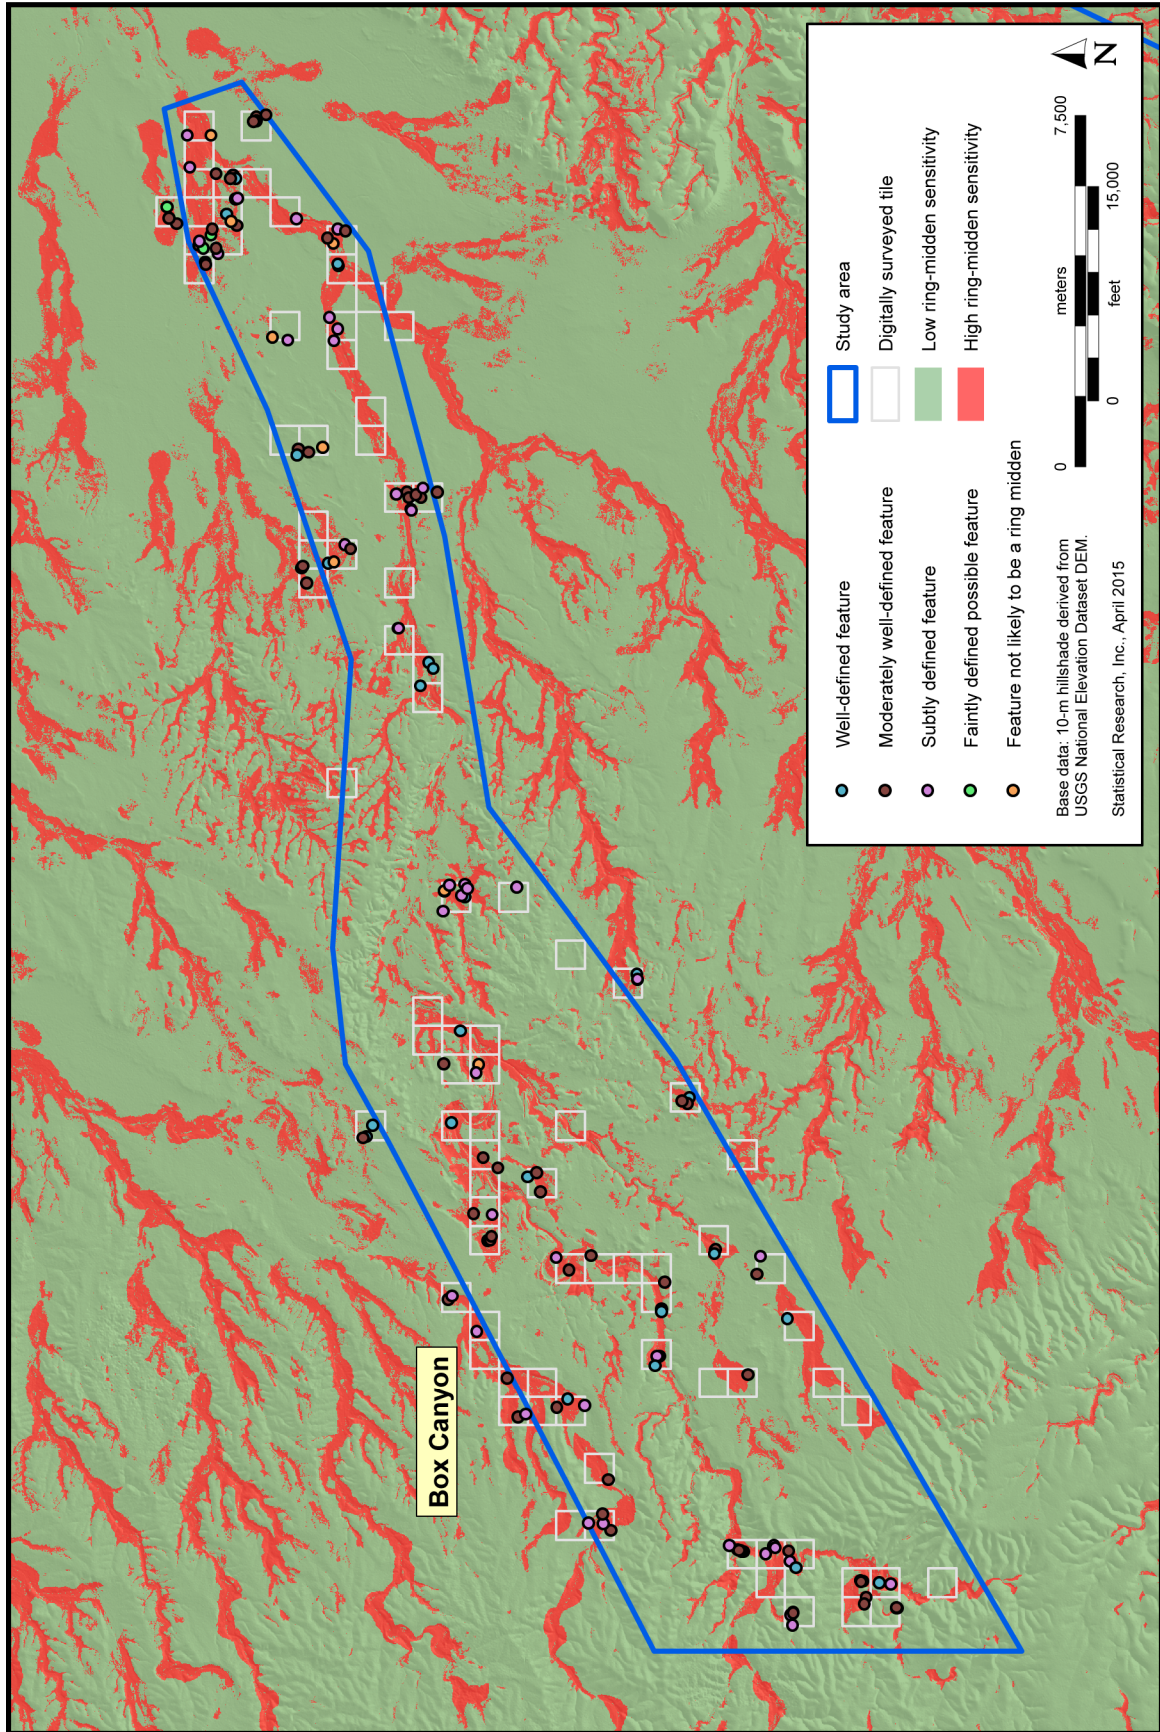 Box Canyon
Well-defined feature
Moderately well-defined feature
Subtly defined feature
Faintly defined possible feature
Feature not likely to be a ring midden
Study area
Digitally surveyed tile
Low ring-midden sensitivity
High ring-midden sensitivity
Base data: 10-m hillshade derived from
USGS National Elevation Dataset DEM.
Statistical Research, Inc., April 2015
0 meters 7,500
0 feet 15,000
N